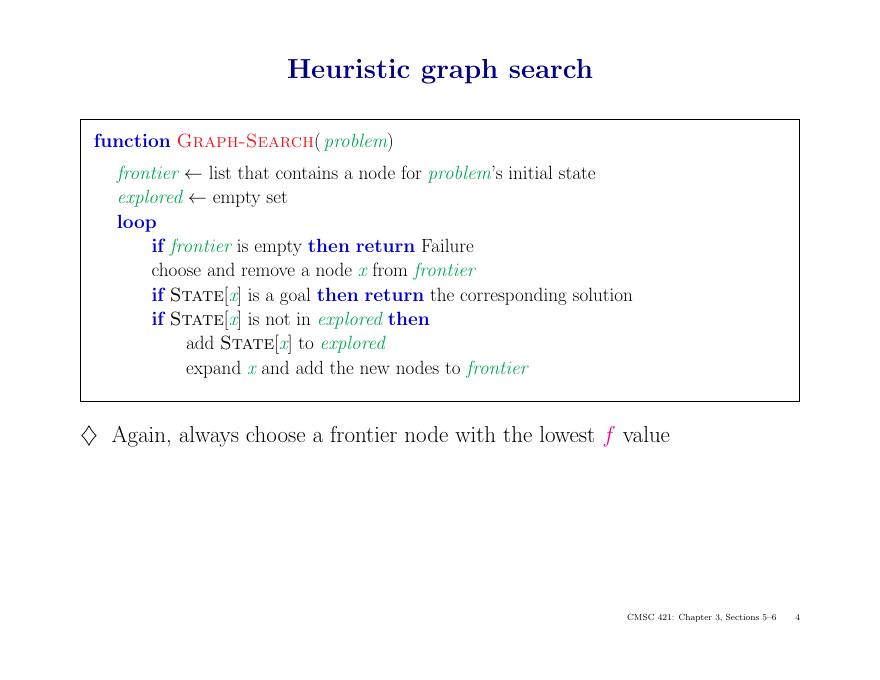 Heuristic graph search
function Graph-Search( problem)
frontier ← list that contains a node for problem's initial state
explored ← empty set
loop
if frontier is empty then return Failure
choose and remove a node x from frontier
if State[x] is a goal then return the corresponding solution
if State[x] is not in explored then
add State[x] to explored
expand x and add the new nodes to frontier
♢ Again, always choose a frontier node with the lowest f value
CMSC 421: Chapter 3, Sections 5–6 4